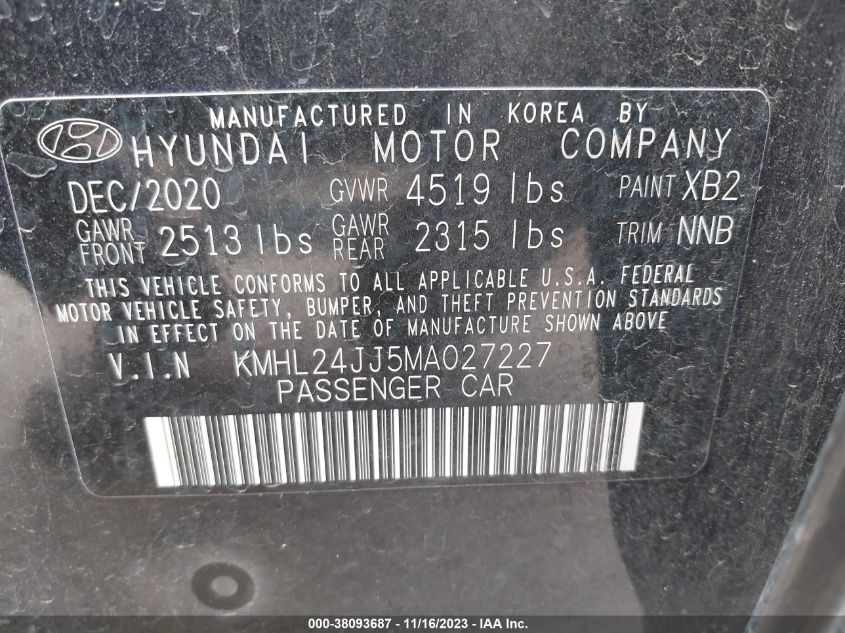 MANUFACTURED IN KOREA BY
HYUNDAI MOTOR COMPANY
DEC/2020 GVWR 4519 lbs PAINT XB2
GAWR FRONT 2513 lbs GAWR REAR 2315 lbs TRIM NNB
THIS VEHICLE CONFORMS TO ALL APPLICABLE U.S.A. FEDERAL
MOTOR VEHICLE SAFETY, BUMPER, AND THEFT PREVENTION STANDARDS
IN EFFECT ON THE DATE OF MANUFACTURE SHOWN ABOVE
V.I.N KMHL24JJ5MA027227
PASSENGER CAR
000-38093687 - 11/16/2023 - IAA Inc.